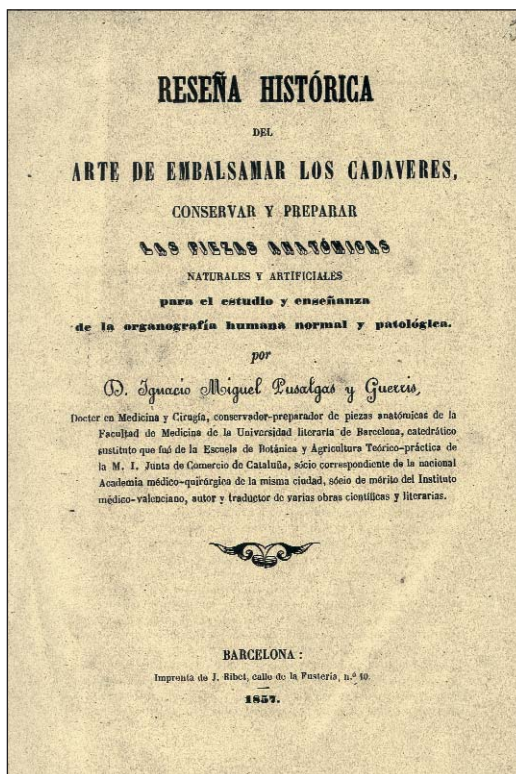 RESEÑA HISTÓRICA
DEL
ARTE DE EMBALSAMAR LOS CADAVERES,
CONSERVAR Y PREPARAR
LAS PIEZAS ANATÓMICAS
NATURALES Y ARTIFICIALES
para el estudio y enseñanza
de la organografía humana normal y patológica.
por
D. Ignacio Miguel Pusalgas y Guerris,
Doctor en Medicina y Cirugía, conservador-preparador de piezas anatómicas de la
Facultad de Medicina de la Universidad literaria de Barcelona, catedrático
sustituto que fué de la Escuela de Botánica y Agricultura Teórico-práctica de
la M. I. Junta de Comercio de Cataluña, sócio correspondiente de la nacional
Academia médico-quirúrgica de la misma ciudad, sócio de mérito del Instituto
médico-valenciano, autor y traductor de varias obras científicas y literarias.
BARCELONA:
Imprenta de J. Ribet, calle de la Fustería, n.º 10.
1857.